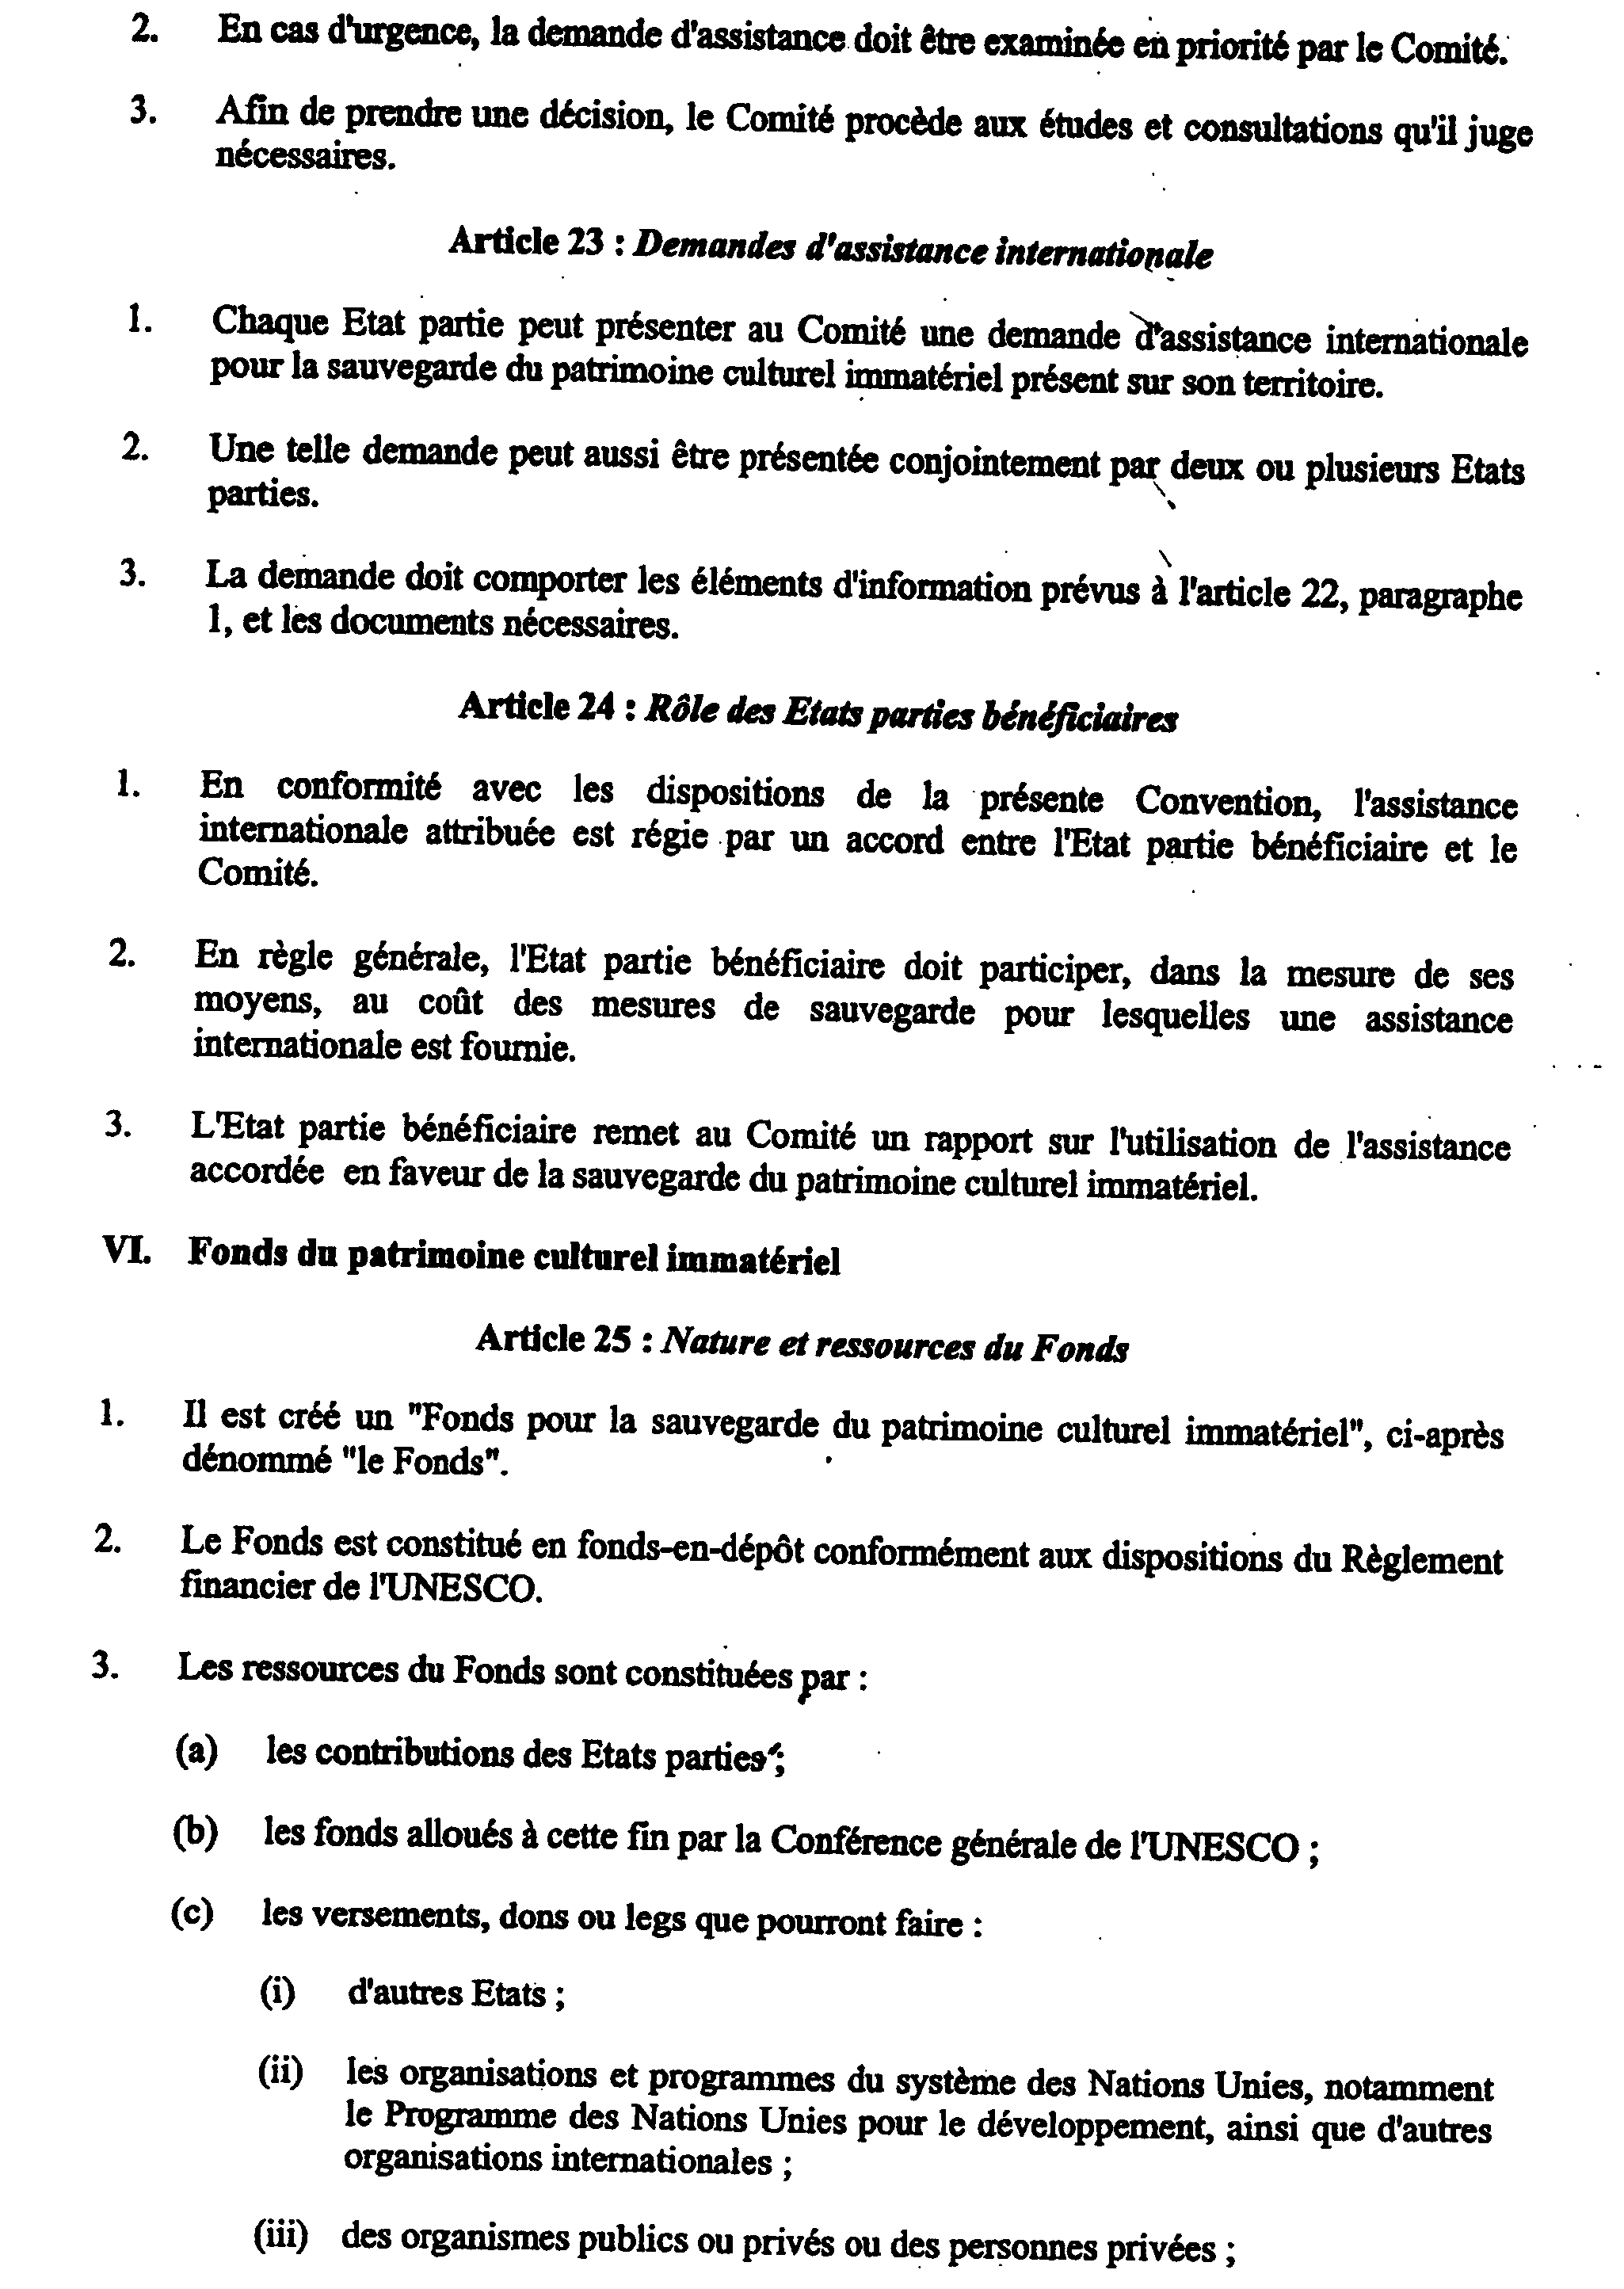 2. En cas d'urgence, la demande d'assistance doit être examinée en priorité par le Comité.
3. Afin de prendre une décision, le Comité procède aux études et consultations qu'il juge
nécessaires.
Article 23 : Demandes d'assistance internationale
1. Chaque Etat partie peut présenter au Comité une demande d'assistance internationale
pour la sauvegarde du patrimoine culturel immatériel présent sur son territoire.
2. Une telle demande peut aussi être présentée conjointement par deux ou plusieurs Etats
parties.
3. La demande doit comporter les éléments d'information prévus à l'article 22, paragraphe
1, et les documents nécessaires.
Article 24 : Rôle des Etats parties bénéficiaires
1. En conformité avec les dispositions de la présente Convention, l'assistance
internationale attribuée est régie par un accord entre l'Etat partie bénéficiaire et le
Comité.
2. En règle générale, l'Etat partie bénéficiaire doit participer, dans la mesure de ses
moyens, au coût des mesures de sauvegarde pour lesquelles une assistance
internationale est fournie.
3. L'Etat partie bénéficiaire remet au Comité un rapport sur l'utilisation de l'assistance
accordée en faveur de la sauvegarde du patrimoine culturel immatériel.
VI. Fonds du patrimoine culturel immatériel
Article 25 : Nature et ressources du Fonds
1. Il est créé un "Fonds pour la sauvegarde du patrimoine culturel immatériel", ci-après
dénommé "le Fonds".
2. Le Fonds est constitué en fonds-en-dépôt conformément aux dispositions du Règlement
financier de l'UNESCO.
3. Les ressources du Fonds sont constituées par :
(a) les contributions des Etats parties ;
(b) les fonds alloués à cette fin par la Conférence générale de l'UNESCO ;
(c) les versements, dons ou legs que pourront faire :
(i) d'autres Etats ;
(ii) les organisations et programmes du système des Nations Unies, notamment
le Programme des Nations Unies pour le développement, ainsi que d'autres
organisations internationales ;
(iii) des organismes publics ou privés ou des personnes privées ;